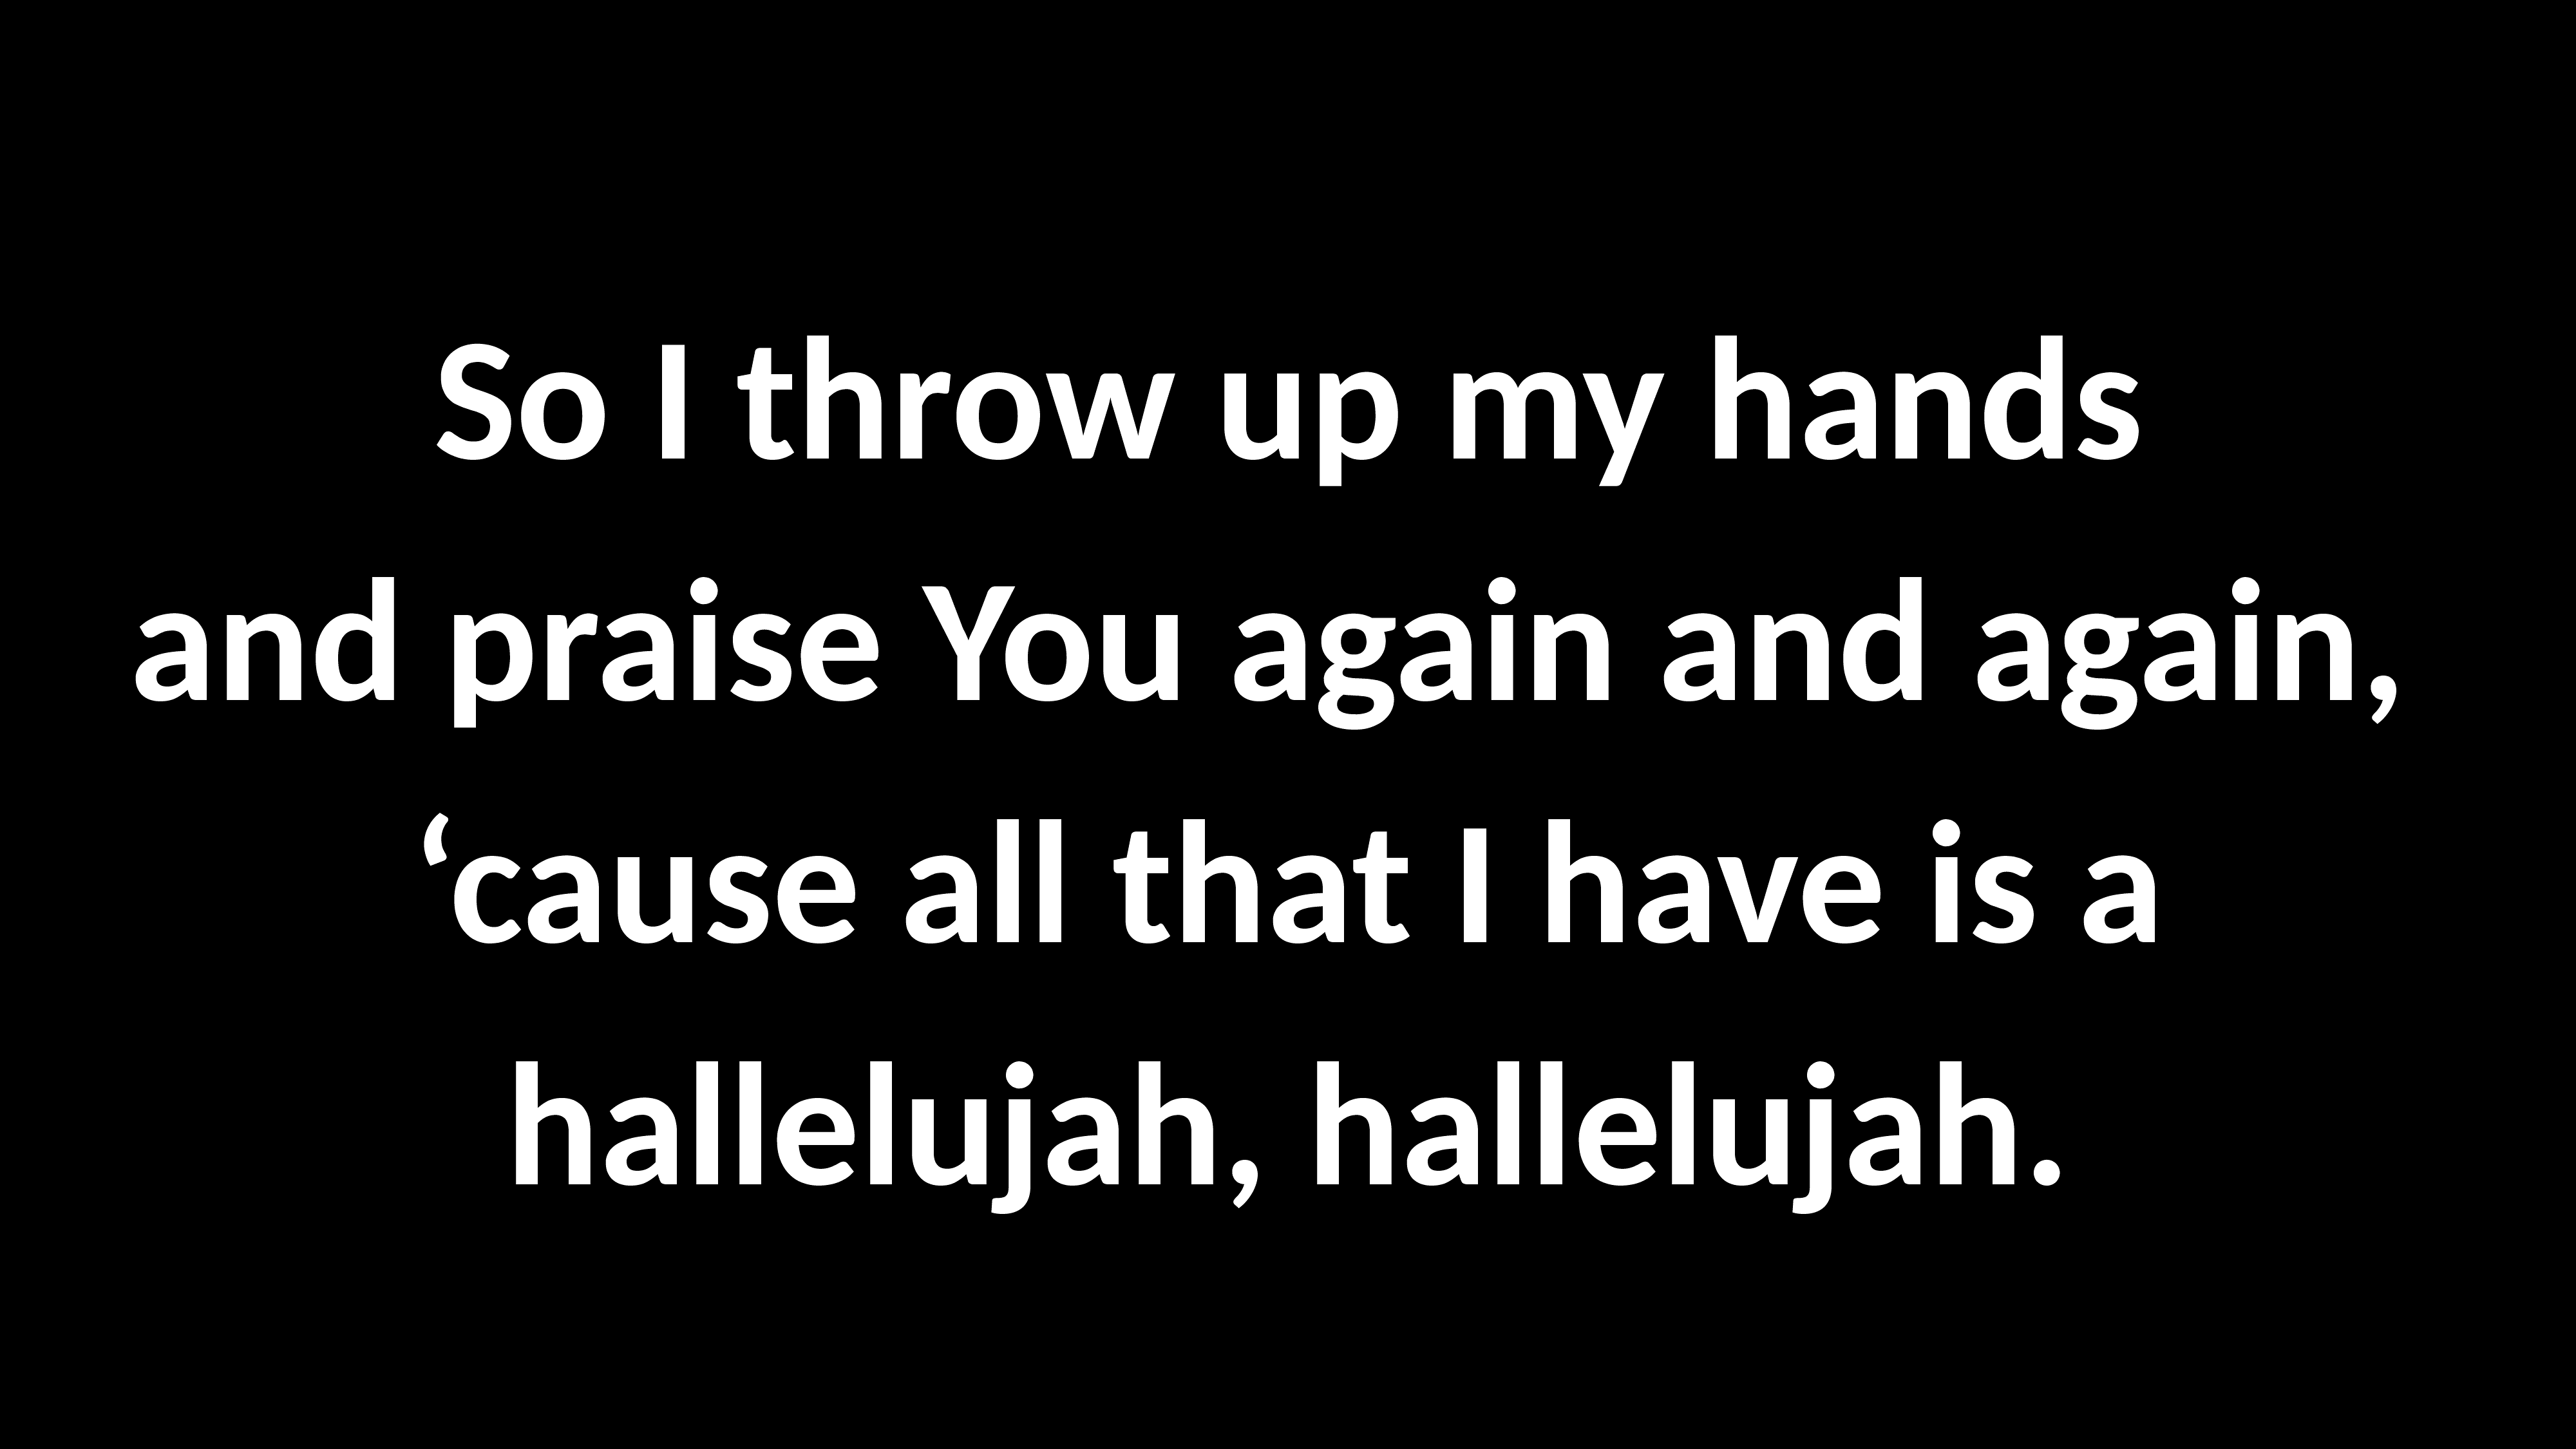 So I throw up my hands
and praise You again and again,
‘cause all that I have is a
hallelujah, hallelujah.